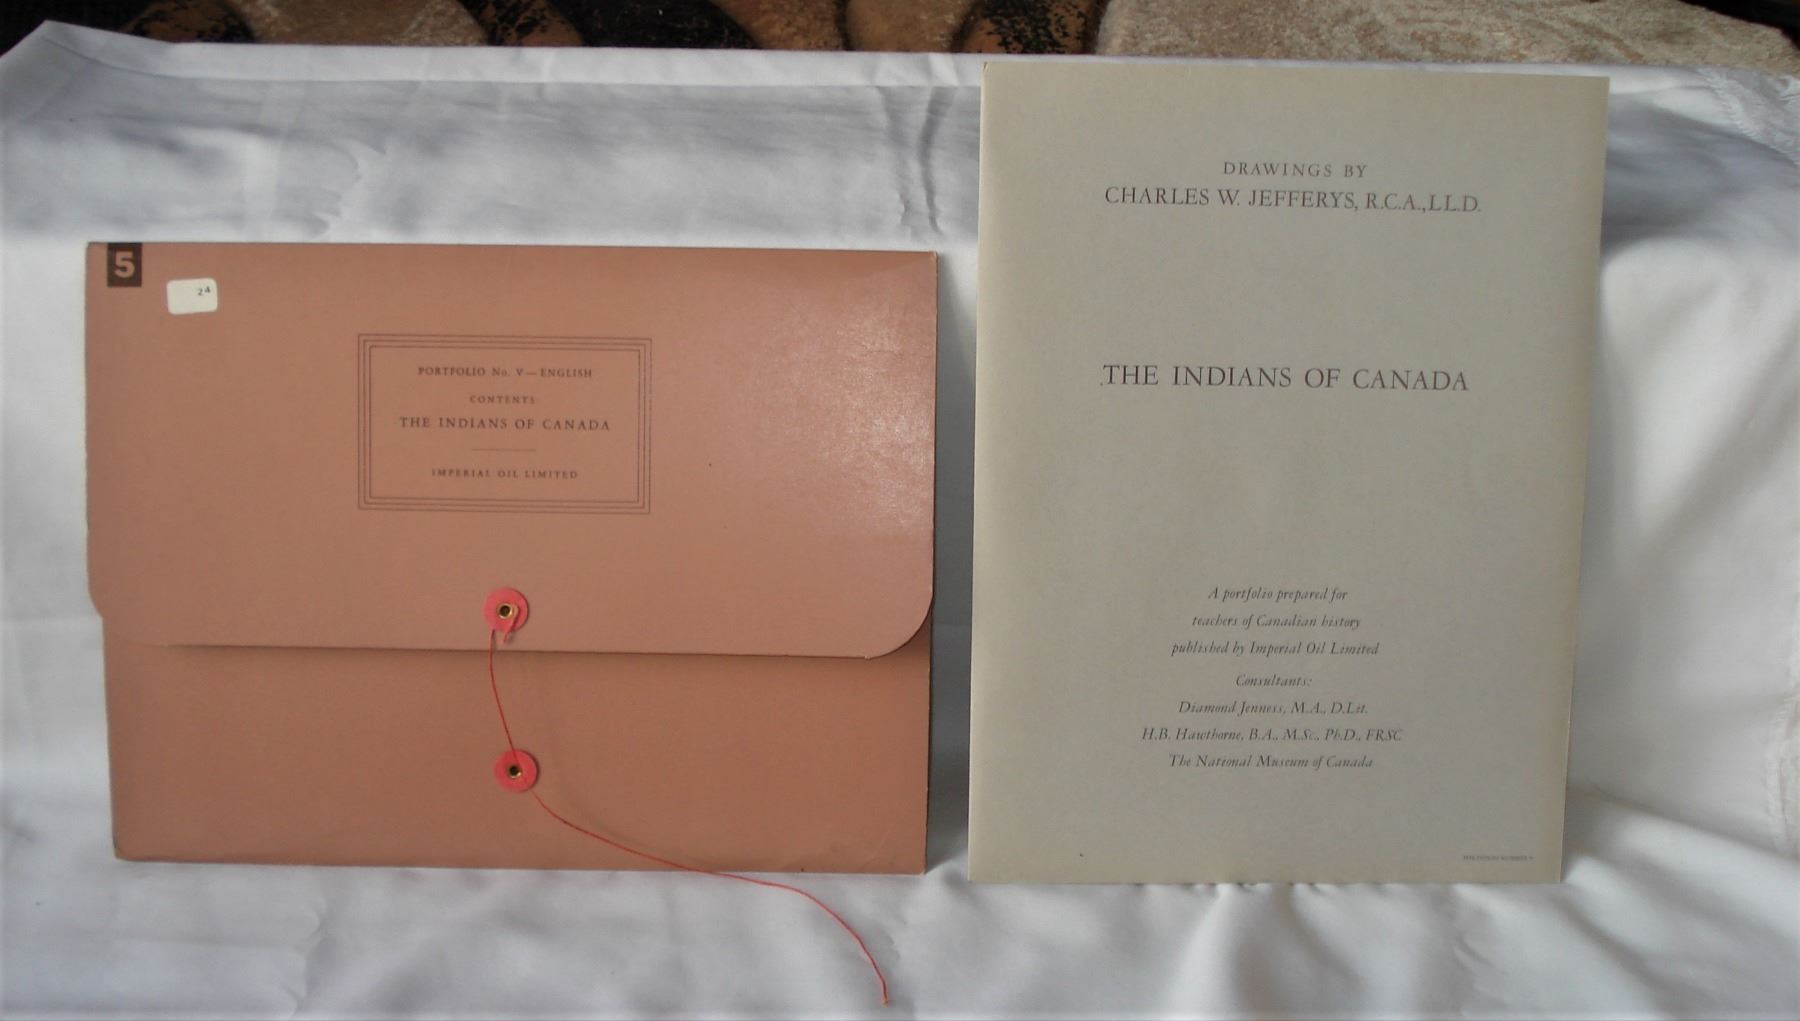 5
24
PORTFOLIO No. V — ENGLISH
CONTENTS
THE INDIANS OF CANADA
IMPERIAL OIL LIMITED
DRAWINGS BY
CHARLES W. JEFFERYS, R.C.A., LL.D.
THE INDIANS OF CANADA
A portfolio prepared for
teachers of Canadian history
published by Imperial Oil Limited
Consultants:
Diamond Jenness, M.A., D.Lit.
H.B. Hawthorne, B.A., M.Sc., Ph.D., FRSC
The National Museum of Canada